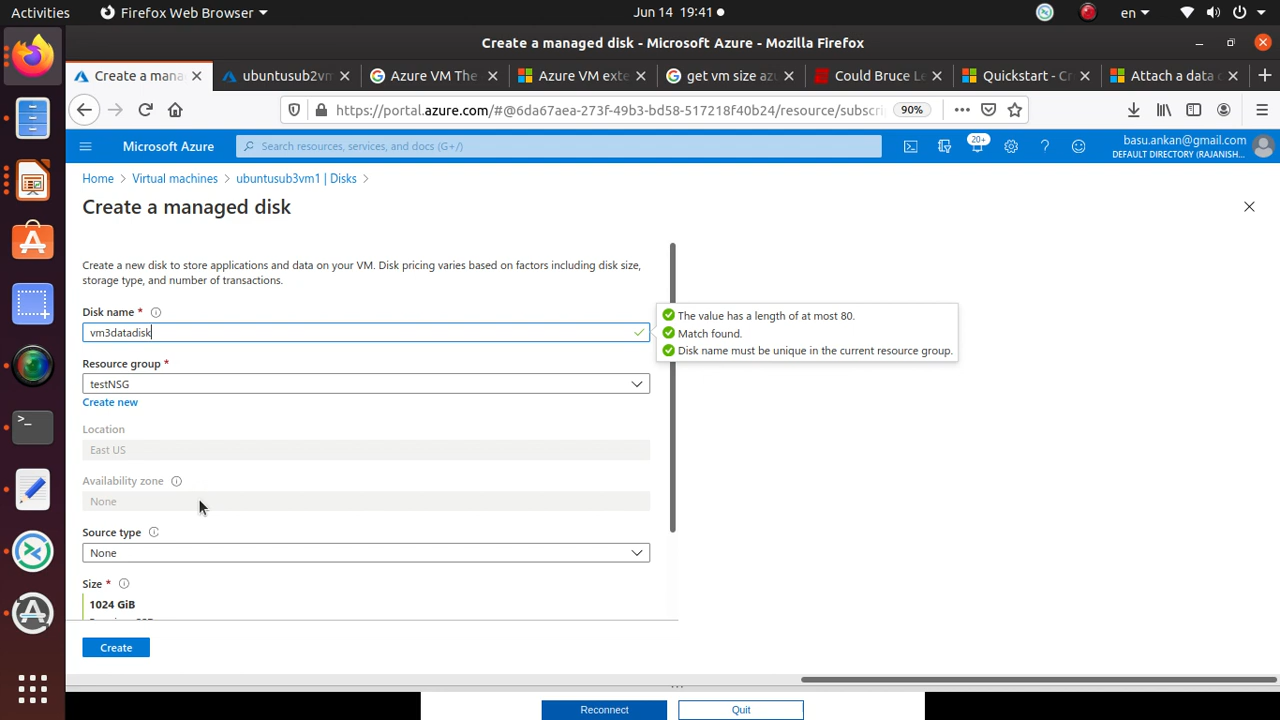 Activities
Firefox Web Browser
Jun 14 19:41
en
Create a managed disk - Microsoft Azure - Mozilla Firefox
Create a mana
ubuntusub2vm
Azure VM The
Azure VM exte
get vm size azu
Could Bruce Le
Quickstart - Cr
Attach a data d
https://portal.azure.com/#@6da67aea-273f-49b3-bd58-517218f40b24/resource/subscri
90%
Microsoft Azure
Search resources, services, and docs (G+/)
20+
basu.ankan@gmail.com
DEFAULT DIRECTORY (RAJANISH...
Home > Virtual machines > ubuntusub3vm1 | Disks >
Create a managed disk
Create a new disk to store applications and data on your VM. Disk pricing varies based on factors including disk size,
storage type, and number of transactions.
Disk name *
vm3datadisk
The value has a length of at most 80.
Match found.
Disk name must be unique in the current resource group.
Resource group *
testNSG
Create new
Location
East US
Availability zone
None
Source type
None
Size *
1024 GiB
Create
Reconnect
Quit